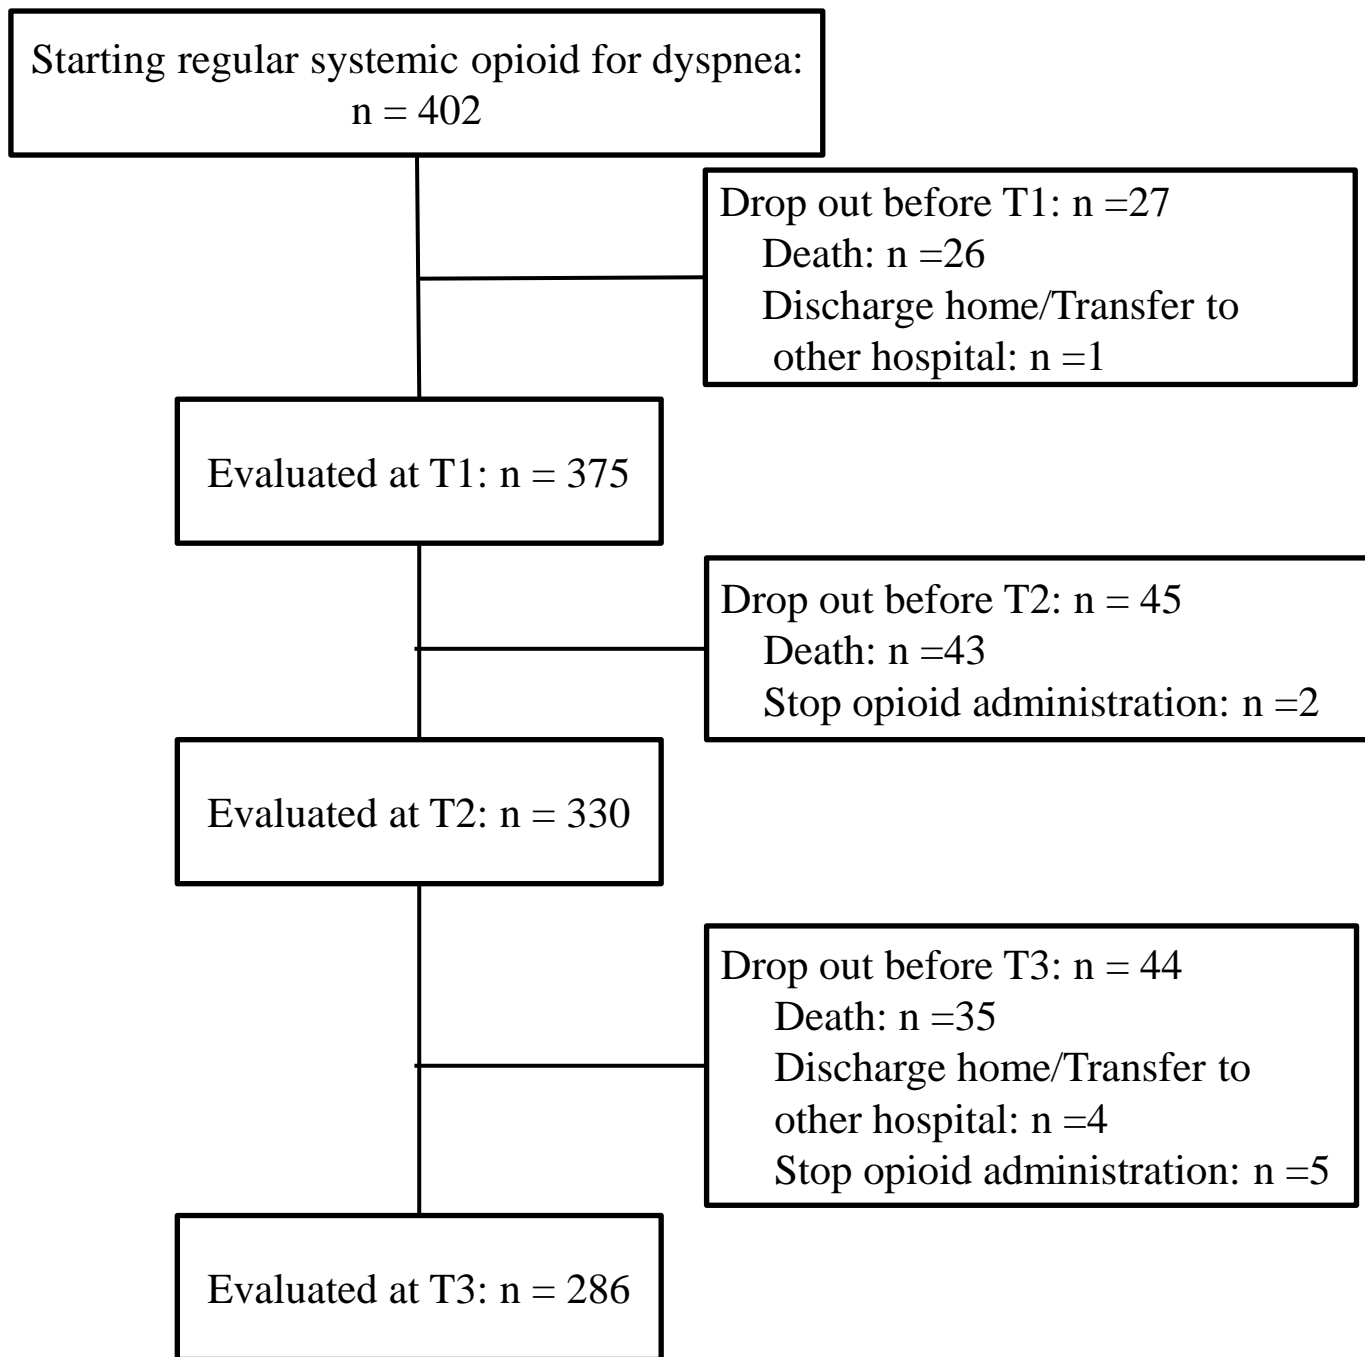 Starting regular systemic opioid for dyspnea:
n = 402
Drop out before T1: n =27
Death: n =26
Discharge home/Transfer to
other hospital: n =1
Evaluated at T1: n = 375
Drop out before T2: n = 45
Death: n =43
Stop opioid administration: n =2
Evaluated at T2: n = 330
Drop out before T3: n = 44
Death: n =35
Discharge home/Transfer to
other hospital: n =4
Stop opioid administration: n =5
Evaluated at T3: n = 286